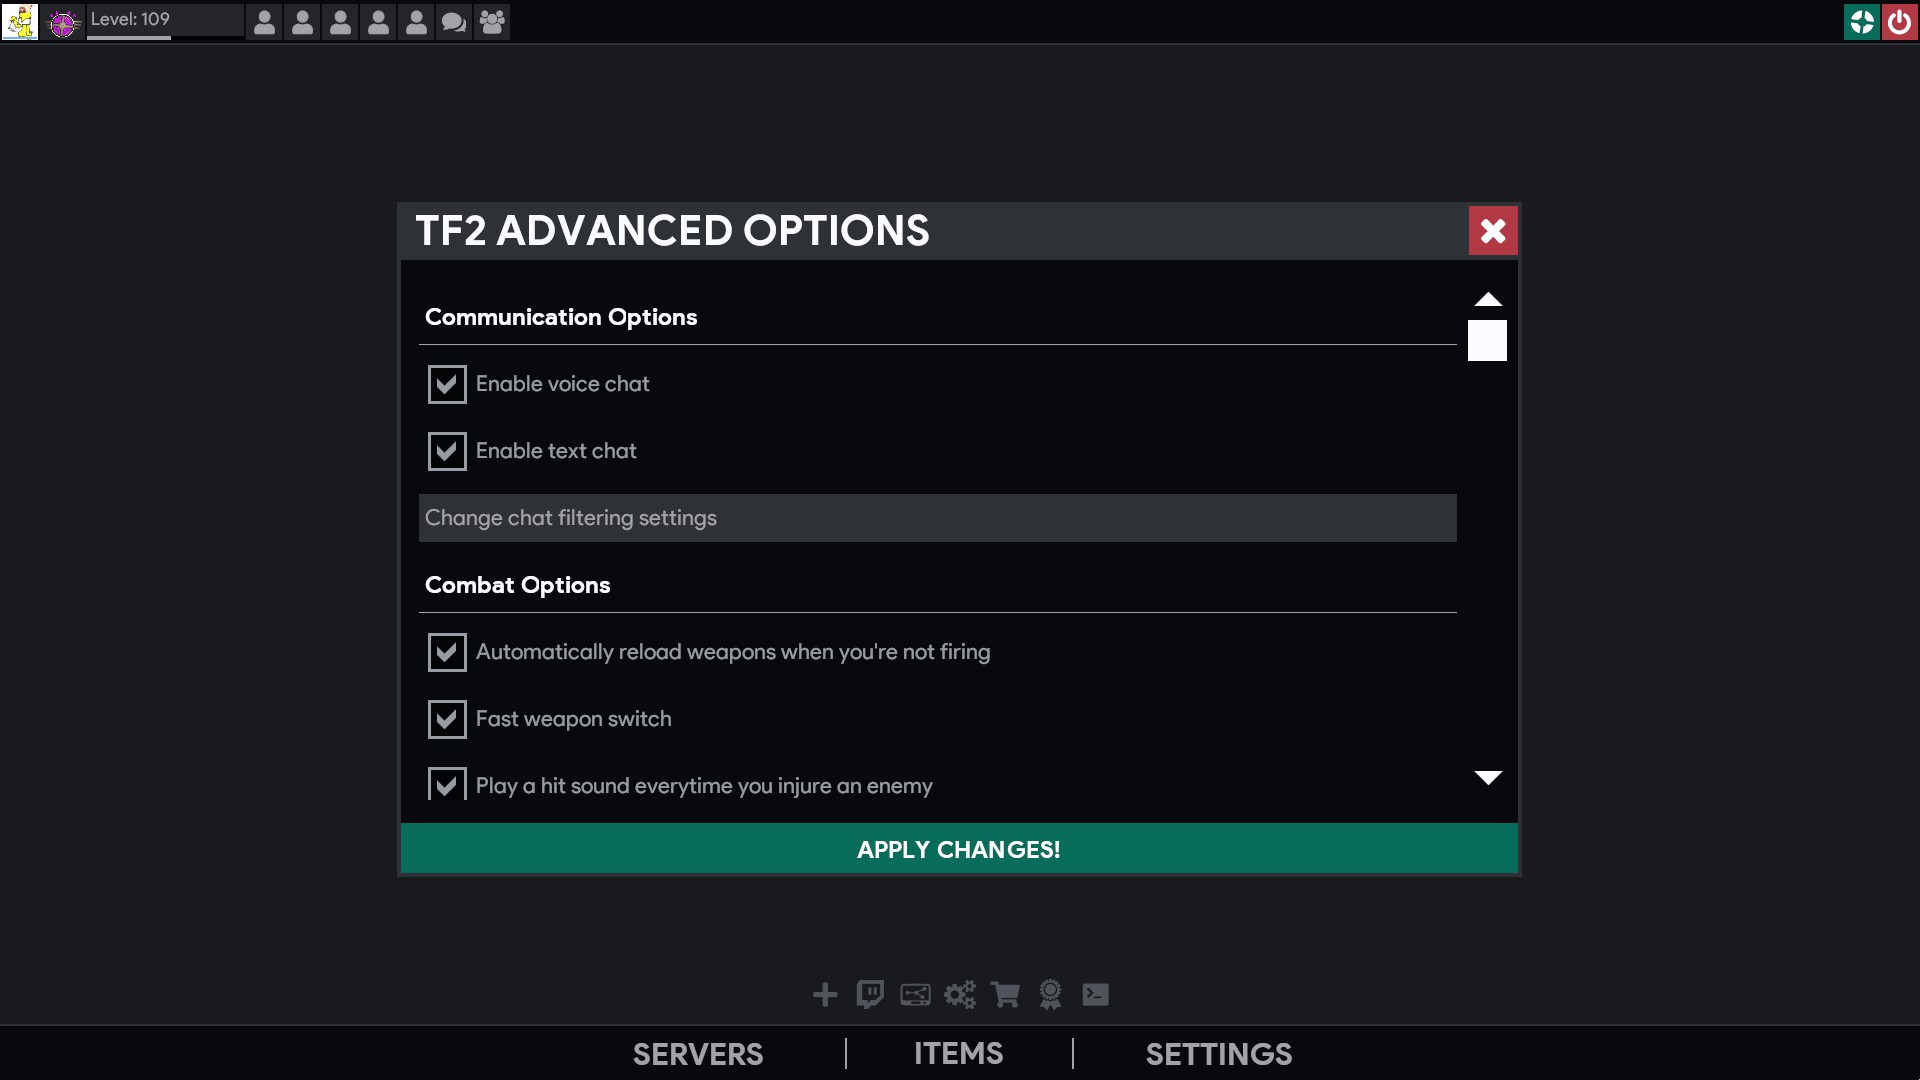 Level: 109
TF2 ADVANCED OPTIONS
Communication Options
Enable voice chat
Enable text chat
Change chat filtering settings
Combat Options
Automatically reload weapons when you're not firing
Fast weapon switch
Play a hit sound everytime you injure an enemy
APPLY CHANGES!
SERVERS
ITEMS
SETTINGS